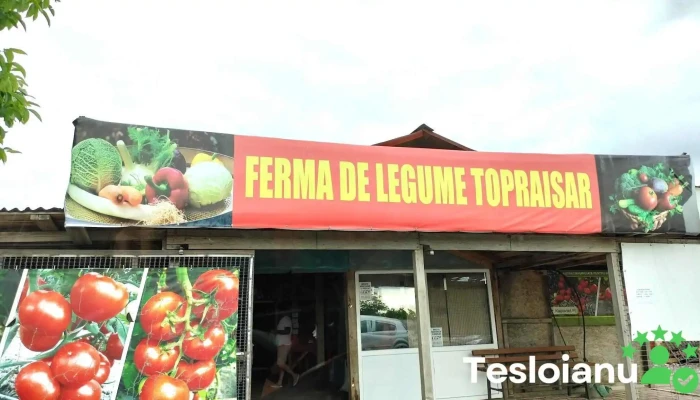 FERMA DE LEGUME TOPRAISAR
Tesloianu